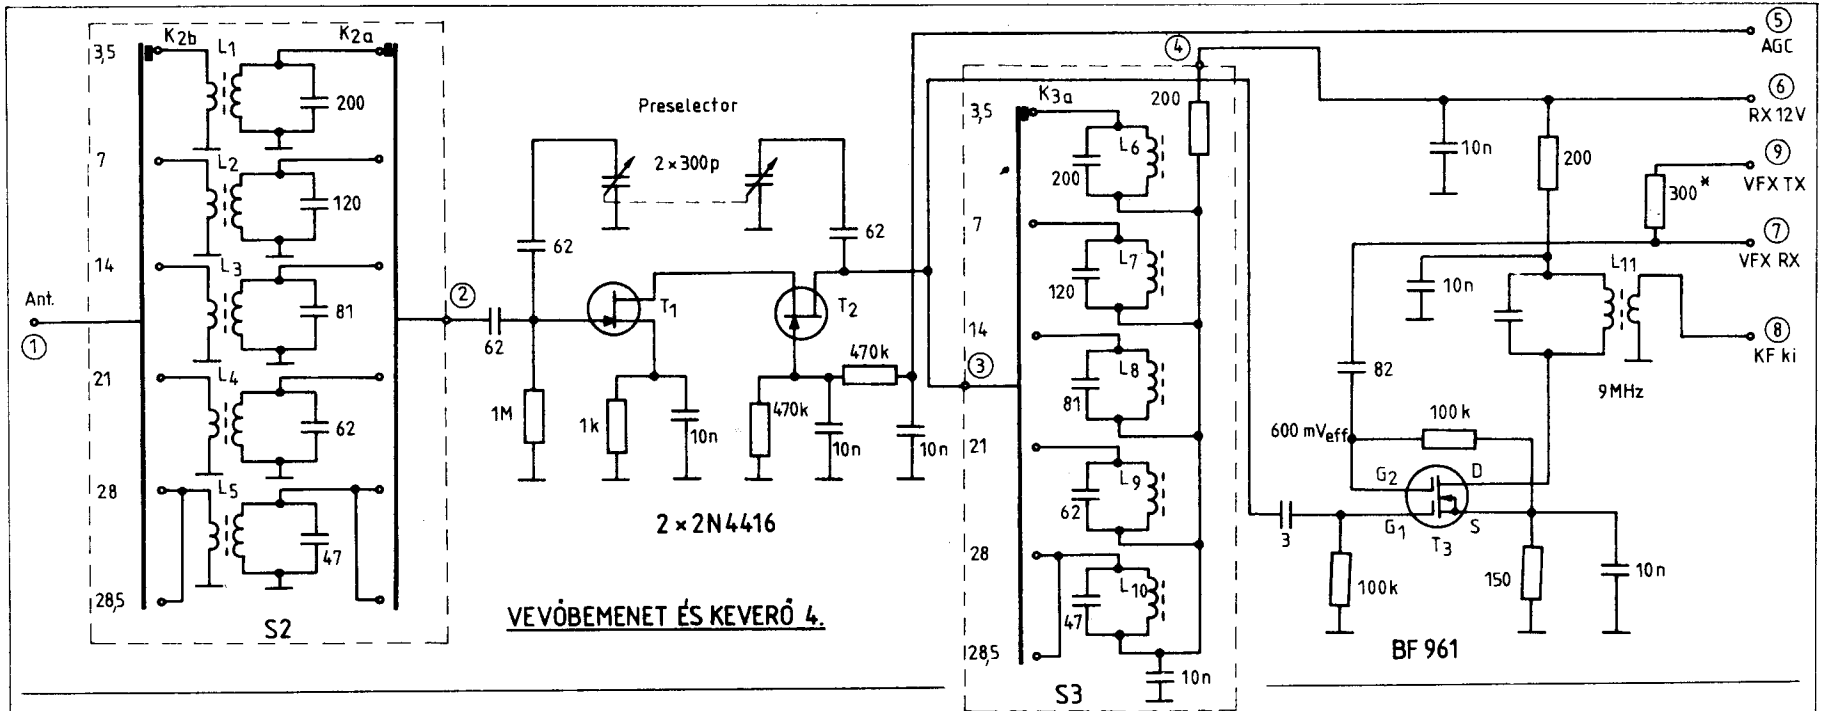 3,5
K2b
L1
K2a
200
7
L2
120
14
L3
81
Ant.
①
21
L4
62
28
L5
47
28,5
S2
②
62
62
Preselector
2×300p
62
T1
T2
1M
1k
10n
470k
470k
10n
10n
2×2N4416
VEVŐBEMENET ÉS KEVERŐ 4.
③
④
3,5
K3a
200
L6
200
7
L7
120
14
L8
81
21
L9
62
28
L10
47
28,5
10n
S3
⑤
AGC
⑥
RX 12V
10n
200
⑨
VFX TX
300*
⑦
VFX RX
10n
L11
⑧
KF ki
82
9MHz
600 mVeff
100k
G2
D
G1
S
T3
3
100k
150
10n
BF 961